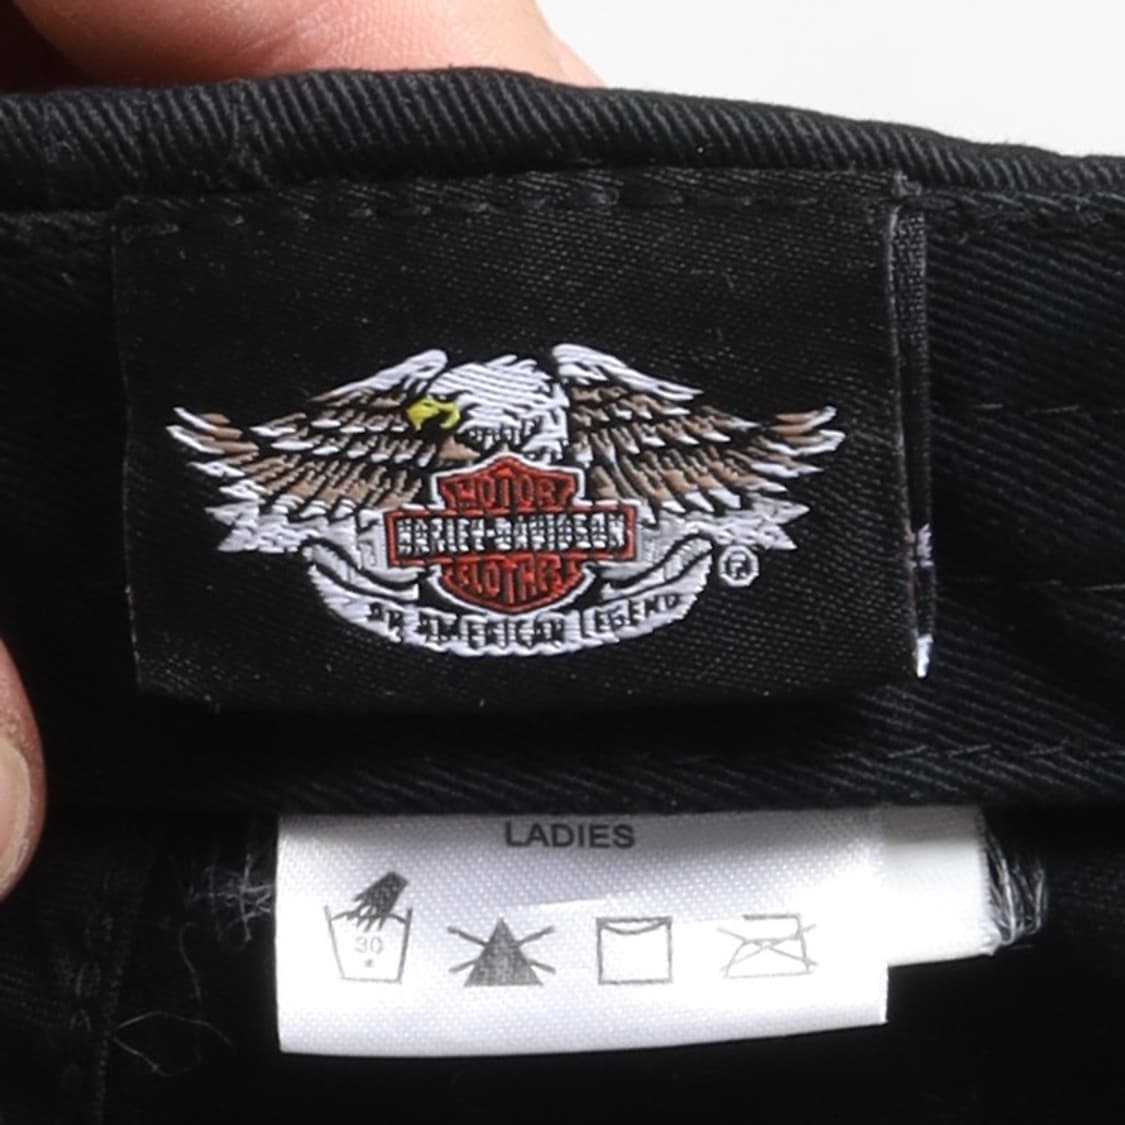 MOTOR
HARLEY-DAVIDSON
CLOTHES
AN AMERICAN LEGEND
®
LADIES
30